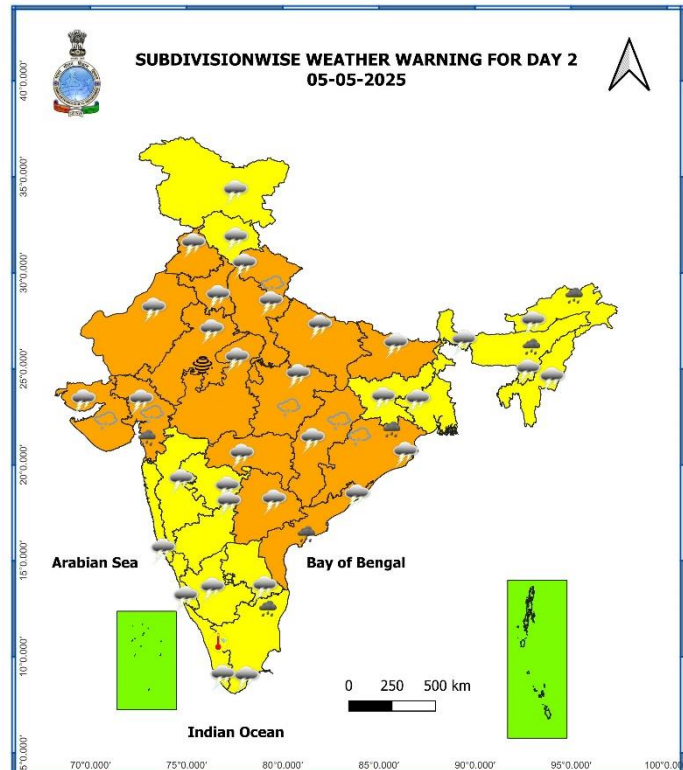 SUBDIVISIONWISE WEATHER WARNING FOR DAY 2
05-05-2025
40°0.000'
35°0.000'
30°0.000'
25°0.000'
20°0.000'
15°0.000'
10°0.000'
5°0.000'
Arabian Sea
Bay of Bengal
0 250 500 km
Indian Ocean
70°0.000' 75°0.000' 80°0.000' 85°0.000' 90°0.000' 95°0.000' 100°0.000'